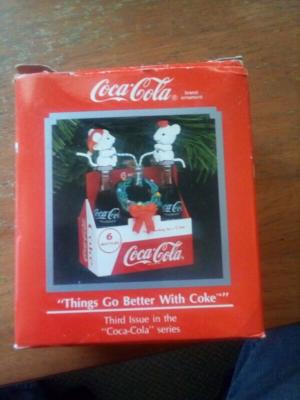 Coca-Cola ® brand
ornament
Coca-Cola
6
Coca-Cola
"Things Go Better With Coke"™
Third Issue in the
"Coca-Cola" series